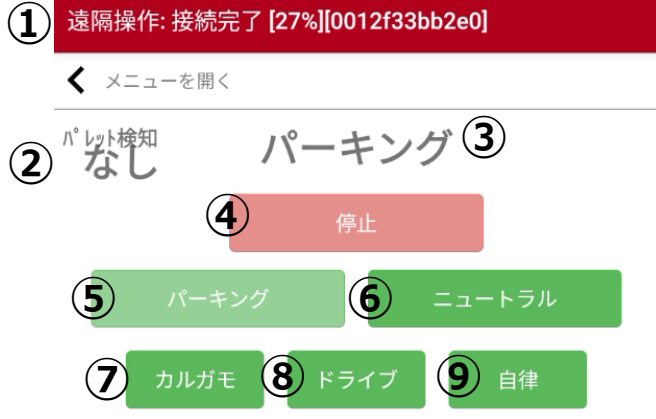 ① 遠隔操作: 接続完了 [27%][0012f33bb2e0]
メニューを開く
ﾊﾟﾚｯﾄ検知
② なし パーキング ③
④ 停止
⑤ パーキング ⑥ ニュートラル
⑦ カルガモ ⑧ ドライブ ⑨ 自律